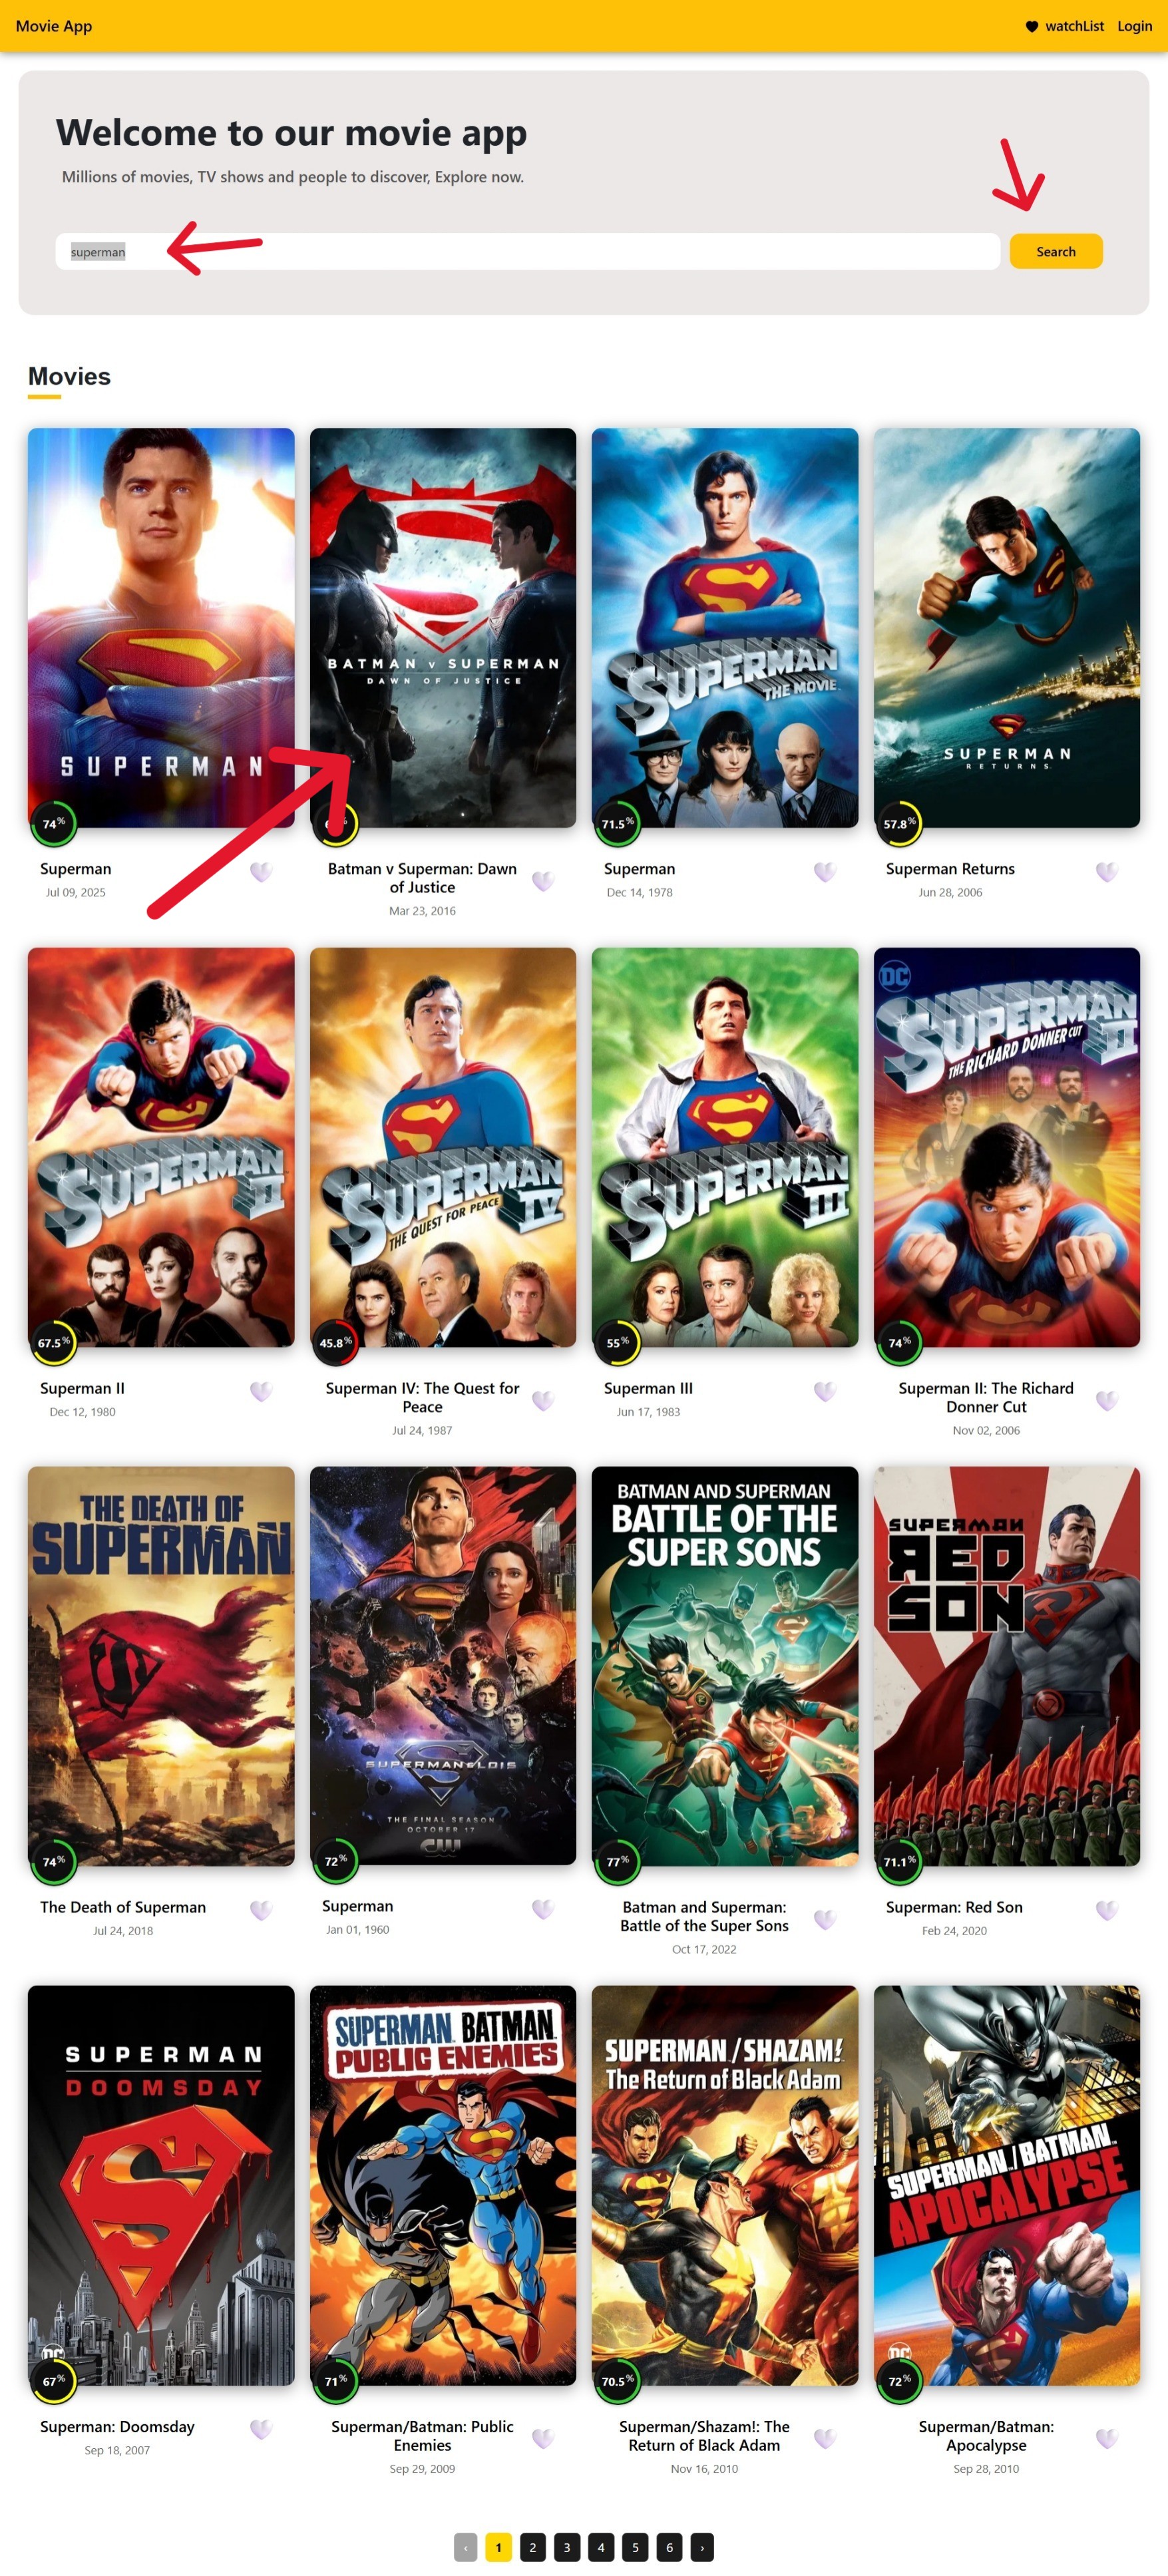 Movie App
watchList Login
Welcome to our movie app
Millions of movies, TV shows and people to discover, Explore now.
superman
Search
Movies
SUPERMAN
BATMAN v SUPERMAN
DAWN OF JUSTICE
SUPERMAN
THE MOVIE
SUPERMAN
RETURNS
74%
71.5%
57.8%
Superman
Jul 09, 2025
Batman v Superman: Dawn
of Justice
Mar 23, 2016
Superman
Dec 14, 1978
Superman Returns
Jun 28, 2006
SUPERMAN
II
SUPERMAN
IV
THE QUEST FOR PEACE
SUPERMAN
III
DC
SUPERMAN
II
THE RICHARD DONNER CUT
67.5%
45.8%
55%
74%
Superman II
Dec 12, 1980
Superman IV: The Quest for
Peace
Jul 24, 1987
Superman III
Jun 17, 1983
Superman II: The Richard
Donner Cut
Nov 02, 2006
THE DEATH OF
SUPERMAN
SUPERMAN & LOIS
THE FINAL SEASON
OCTOBER 17
CW
BATMAN AND SUPERMAN
BATTLE OF THE
SUPER SONS
SUPERMAN
RED
SON
74%
72%
77%
71.1%
The Death of Superman
Jul 24, 2018
Superman
Jan 01, 1960
Batman and Superman:
Battle of the Super Sons
Oct 17, 2022
Superman: Red Son
Feb 24, 2020
SUPERMAN
DOOMSDAY
DC
SUPERMAN BATMAN
PUBLIC ENEMIES
SUPERMAN/SHAZAM!
The Return of Black Adam
SUPERMAN/BATMAN
APOCALYPSE
DC
67%
71%
70.5%
72%
Superman: Doomsday
Sep 18, 2007
Superman/Batman: Public
Enemies
Sep 29, 2009
Superman/Shazam!: The
Return of Black Adam
Nov 16, 2010
Superman/Batman:
Apocalypse
Sep 28, 2010
‹ 1 2 3 4 5 6 ›